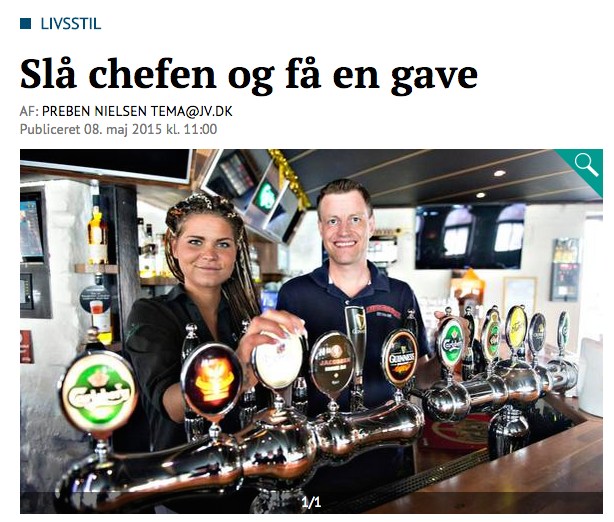 LIVSSTIL
Slå chefen og få en gave
AF: PREBEN NIELSEN TEMA@JV.DK
Publiceret 08. maj 2015 kl. 11:00
Carlsberg
JACOBSEN
GUINNESS
Carlsberg
1/1